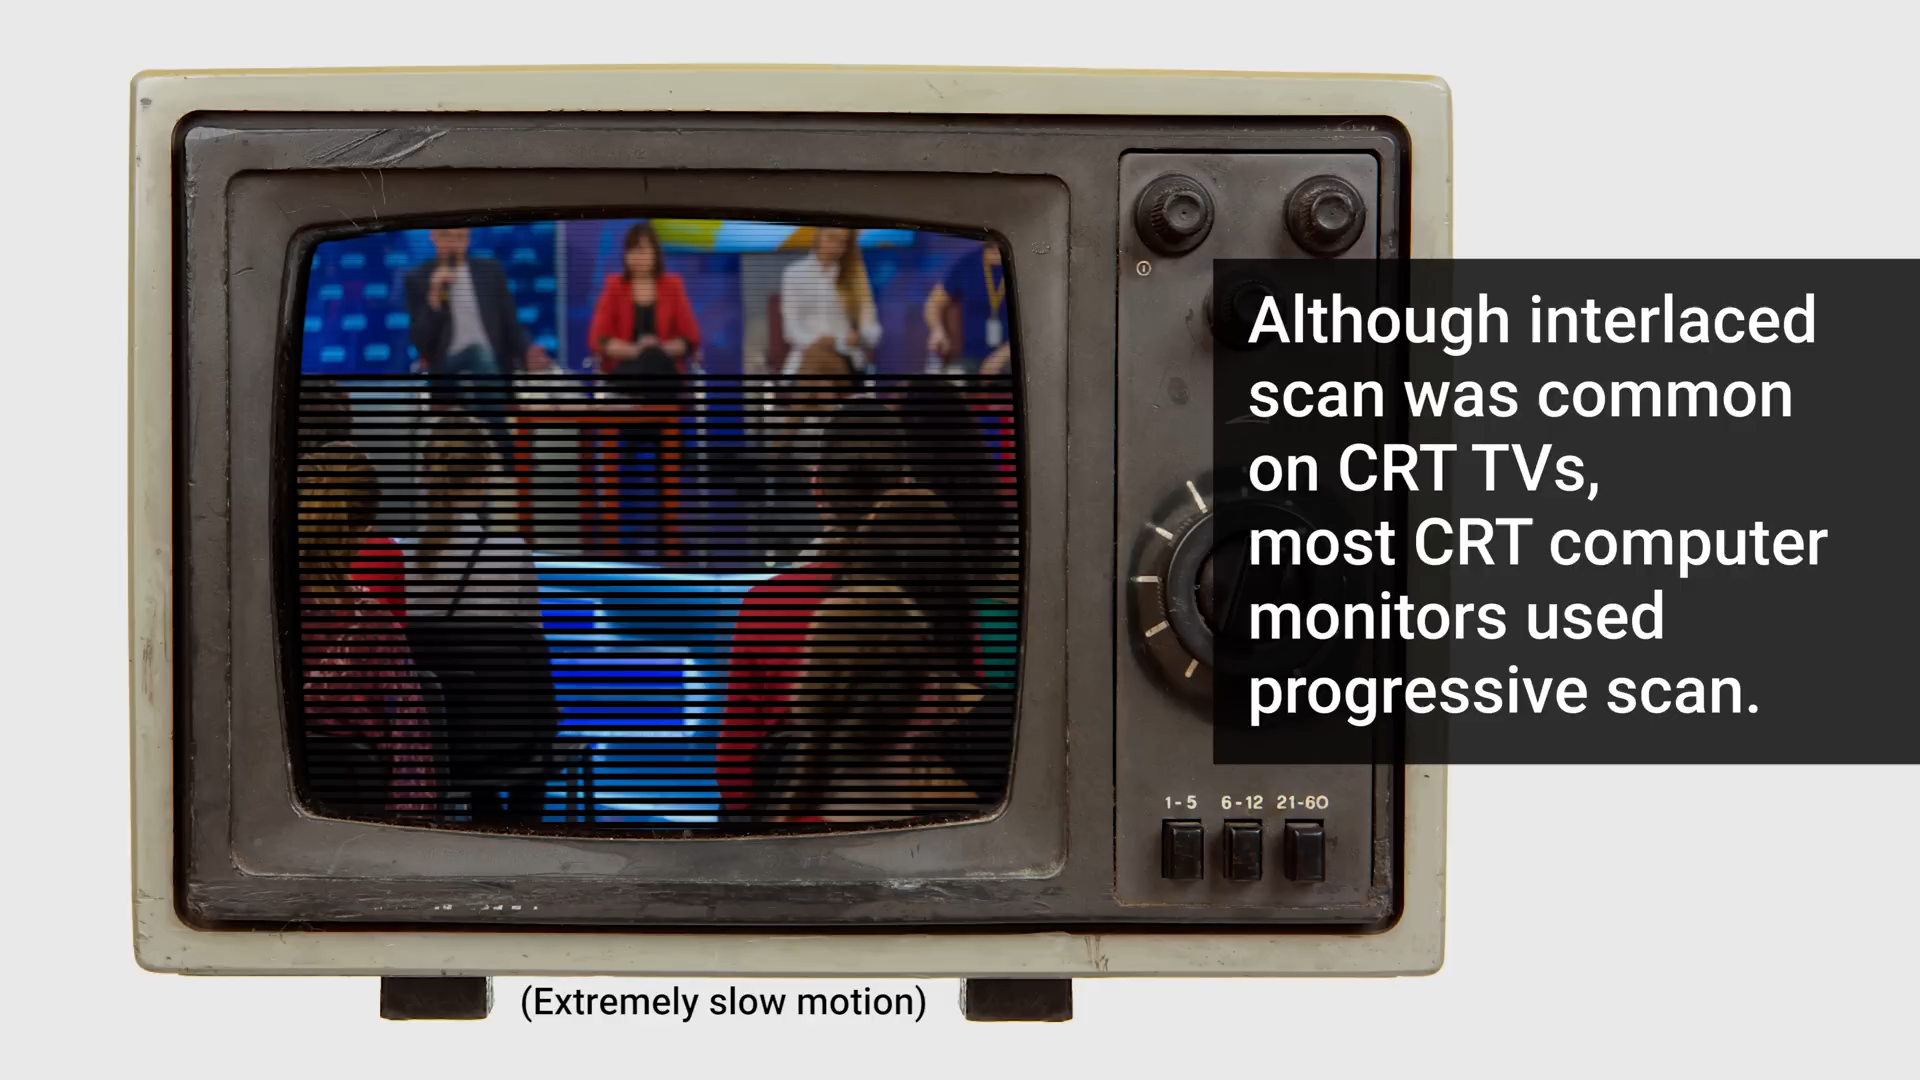 Although interlaced
scan was common
on CRT TVs,
most CRT computer
monitors used
progressive scan.
1-5 6-12 21-60
(Extremely slow motion)